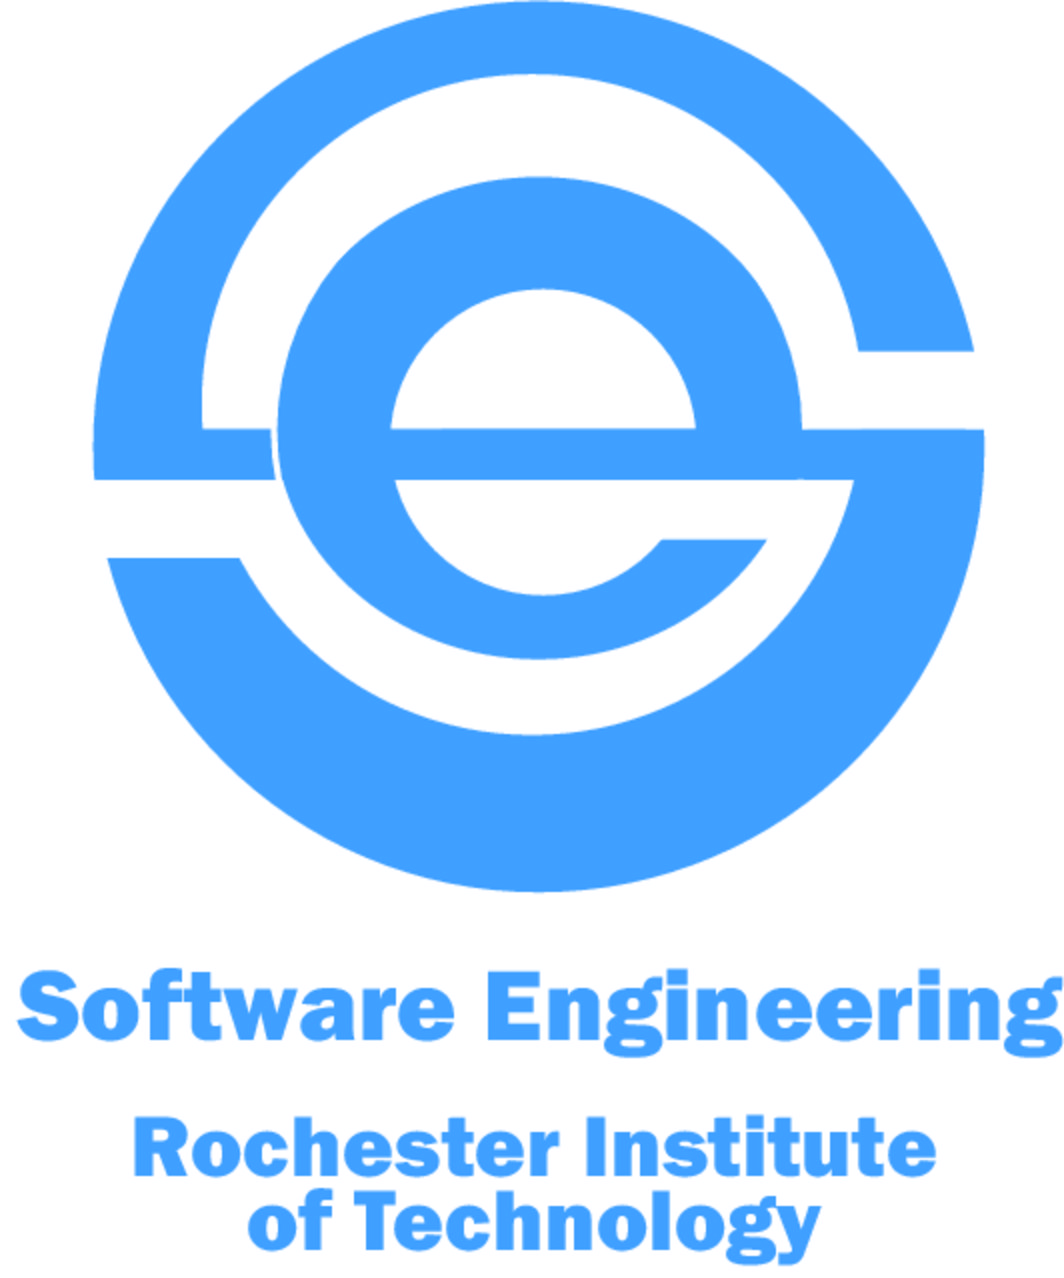 Software Engineering
Rochester Institute
of Technology